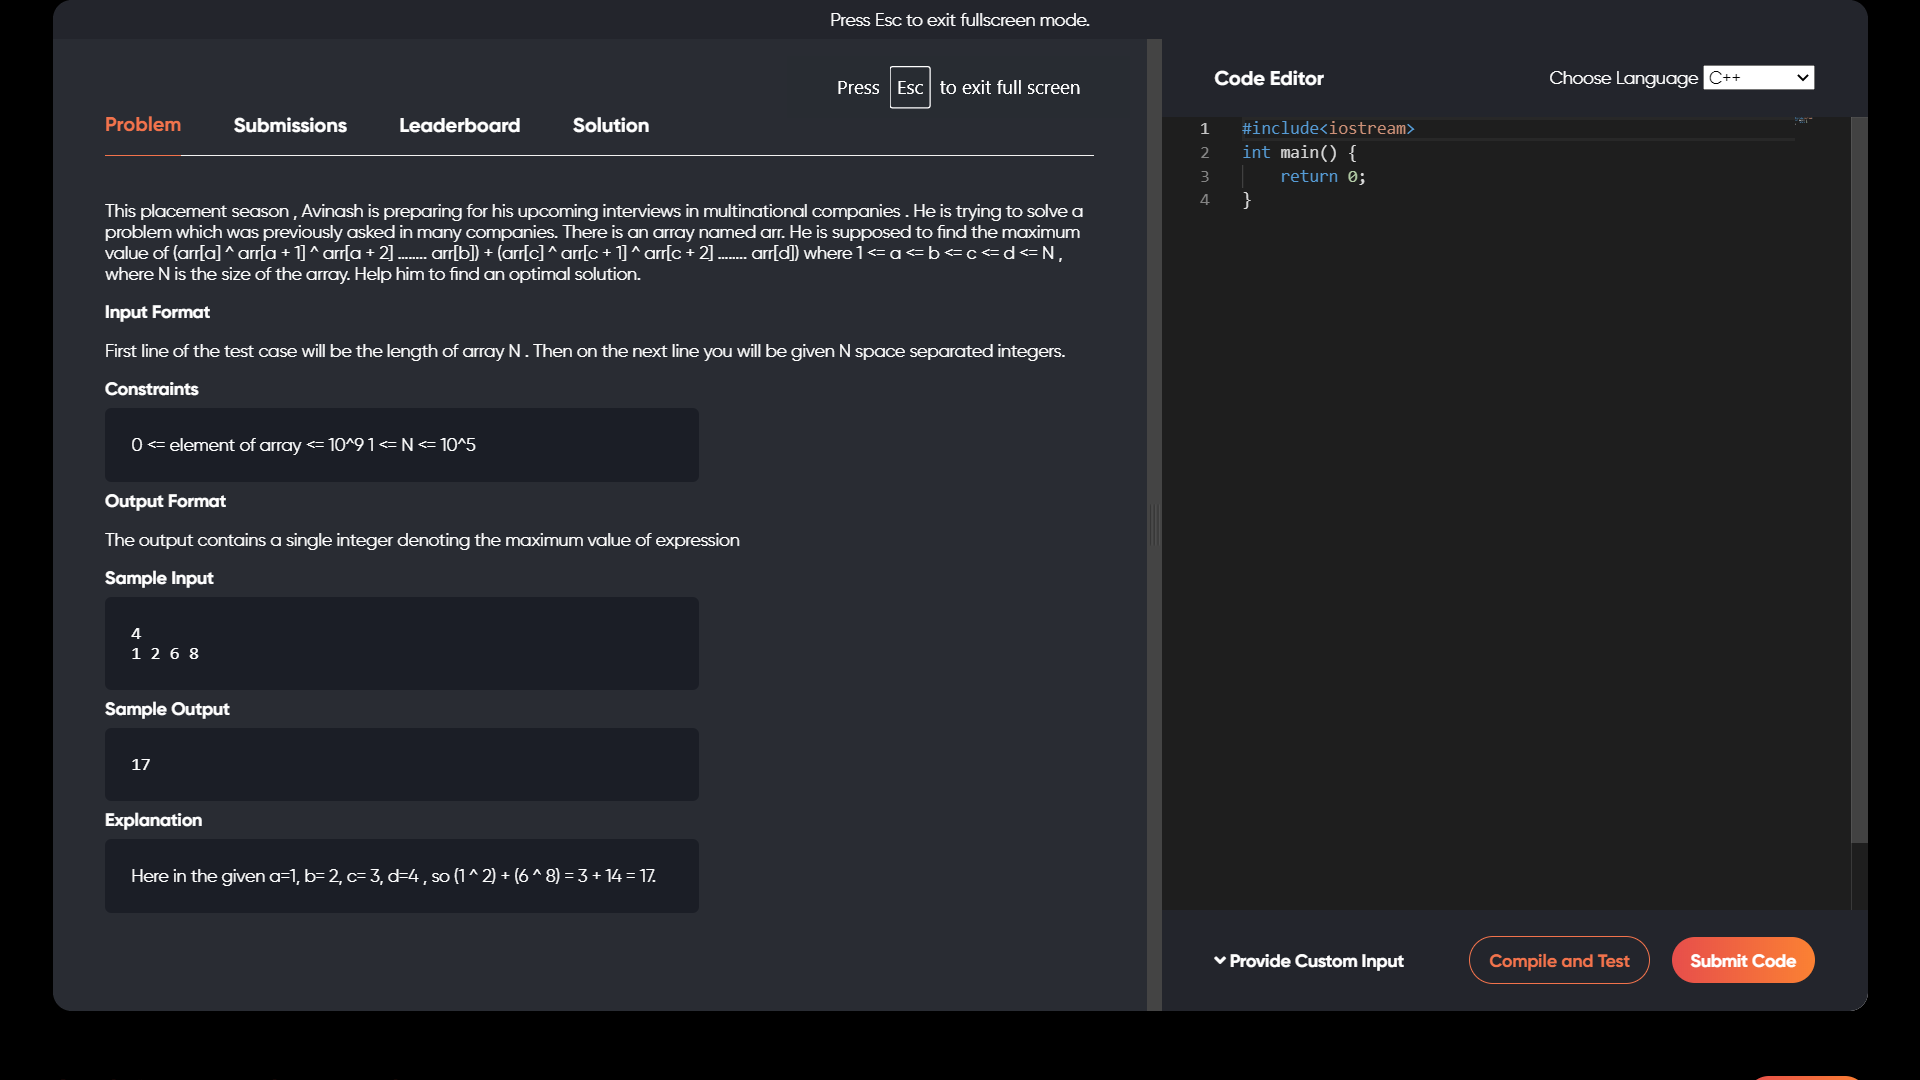 Press Esc to exit fullscreen mode.
Press Esc to exit full screen
Problem Submissions Leaderboard Solution
This placement season , Avinash is preparing for his upcoming interviews in multinational companies . He is trying to solve a
problem which was previously asked in many companies. There is an array named arr. He is supposed to find the maximum
value of (arr[a] ^ arr[a + 1] ^ arr[a + 2] ........ arr[b]) + (arr[c] ^ arr[c + 1] ^ arr[c + 2] ........ arr[d]) where 1 <= a <= b <= c <= d <= N ,
where N is the size of the array. Help him to find an optimal solution.
Input Format
First line of the test case will be the length of array N . Then on the next line you will be given N space separated integers.
Constraints
0 <= element of array <= 10^9 1 <= N <= 10^5
Output Format
The output contains a single integer denoting the maximum value of expression
Sample Input
4
1 2 6 8
Sample Output
17
Explanation
Here in the given a=1, b= 2, c= 3, d=4 , so (1 ^ 2) + (6 ^ 8) = 3 + 14 = 17.
Code Editor
Choose Language C++
1 #include<iostream>
2 int main() {
3 return 0;
4 }
Provide Custom Input
Compile and Test
Submit Code